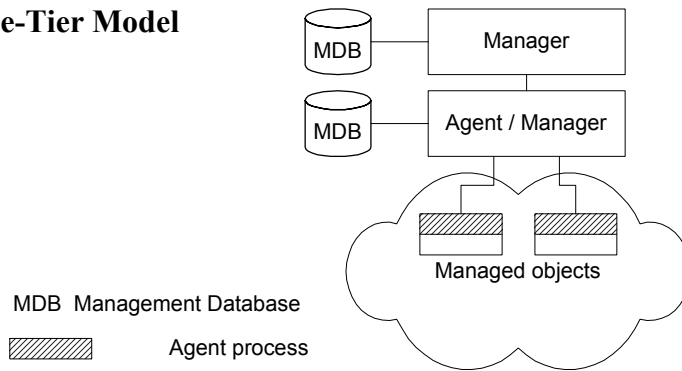 e-Tier Model
MDB
Manager
MDB
Agent / Manager
Managed objects
MDB Management Database
Agent process